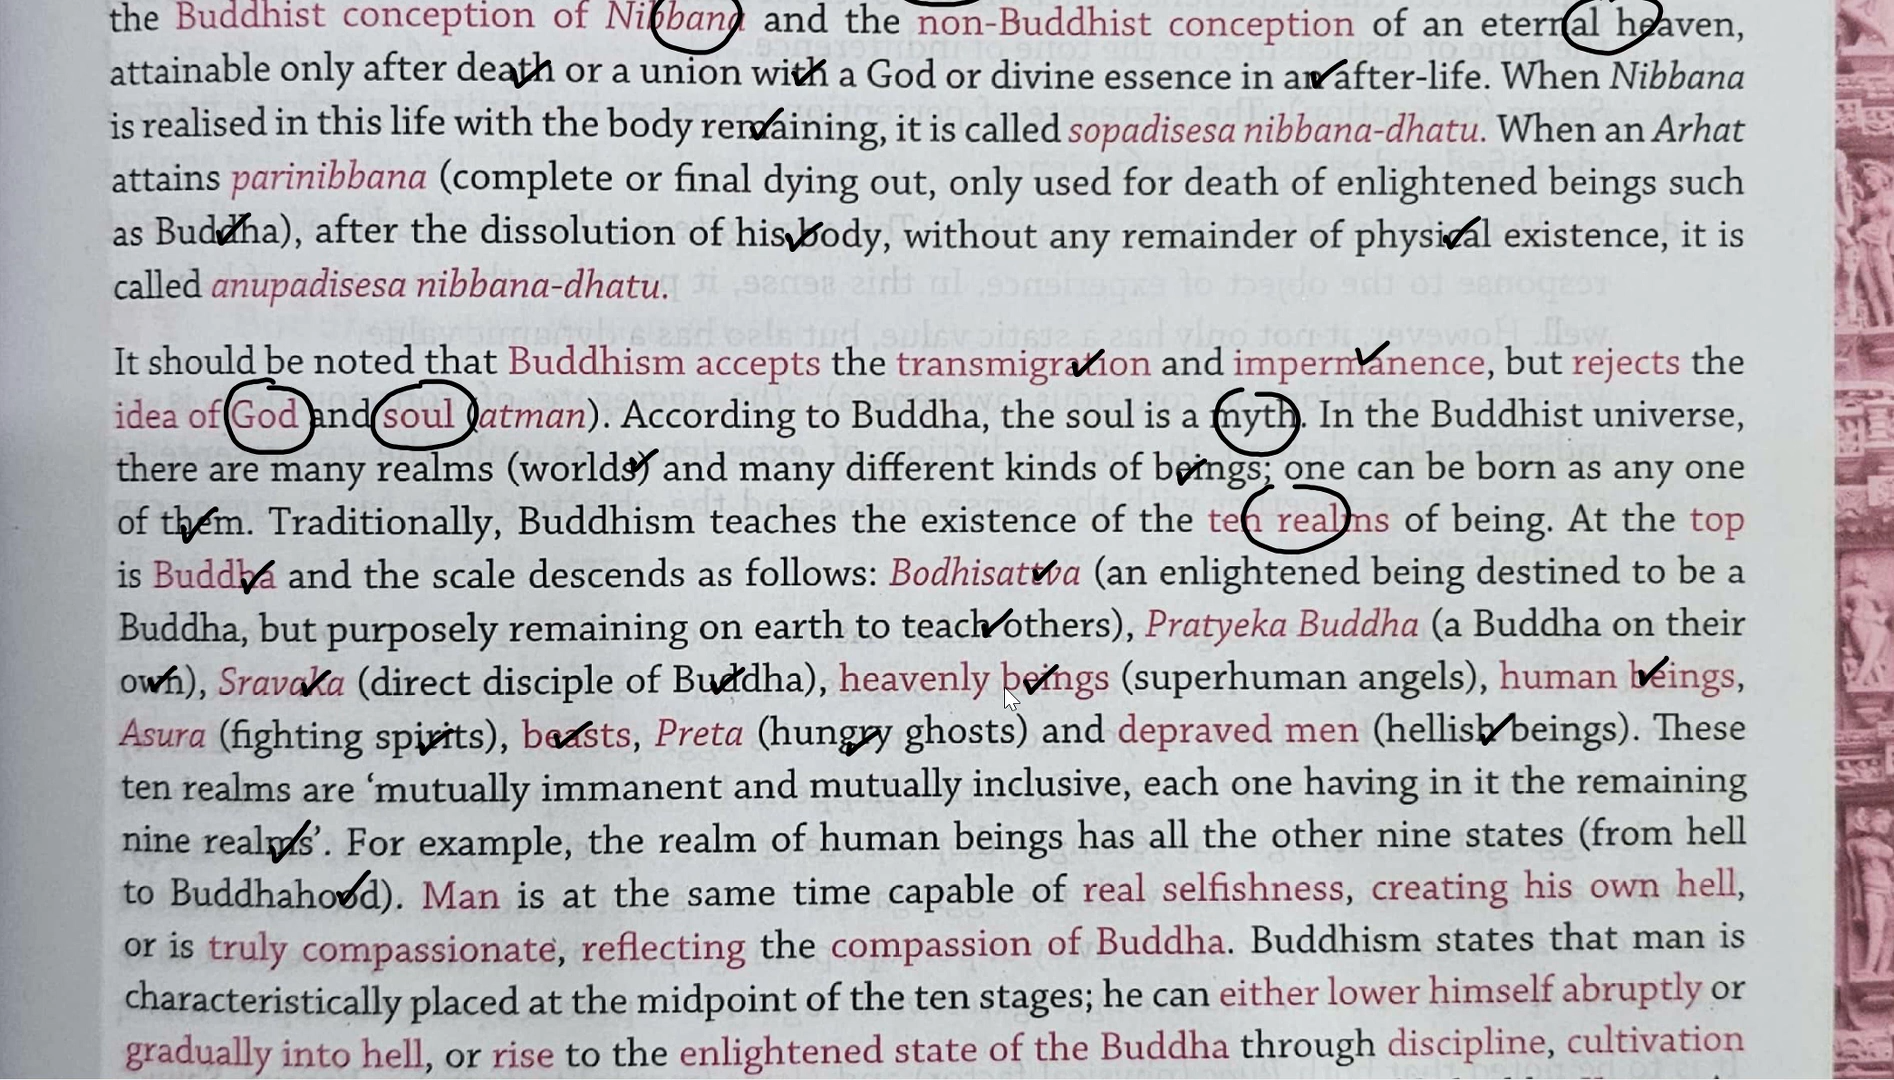 the Buddhist conception of Nibbana and the non-Buddhist conception of an eternal heaven,
attainable only after death or a union with a God or divine essence in an after-life. When Nibbana
is realised in this life with the body remaining, it is called sopadisesa nibbana-dhatu. When an Arhat
attains parinibbana (complete or final dying out, only used for death of enlightened beings such
as Buddha), after the dissolution of his body, without any remainder of physical existence, it is
called anupadisesa nibbana-dhatu.
It should be noted that Buddhism accepts the transmigration and impermanence, but rejects the
idea of God and soul (atman). According to Buddha, the soul is a myth. In the Buddhist universe,
there are many realms (worlds) and many different kinds of beings; one can be born as any one
of them. Traditionally, Buddhism teaches the existence of the ten realms of being. At the top
is Buddha and the scale descends as follows: Bodhisattva (an enlightened being destined to be a
Buddha, but purposely remaining on earth to teach others), Pratyeka Buddha (a Buddha on their
own), Sravaka (direct disciple of Buddha), heavenly beings (superhuman angels), human beings,
Asura (fighting spirits), beasts, Preta (hungry ghosts) and depraved men (hellish beings). These
ten realms are ‘mutually immanent and mutually inclusive, each one having in it the remaining
nine realms’. For example, the realm of human beings has all the other nine states (from hell
to Buddhahood). Man is at the same time capable of real selfishness, creating his own hell,
or is truly compassionate, reflecting the compassion of Buddha. Buddhism states that man is
characteristically placed at the midpoint of the ten stages; he can either lower himself abruptly or
gradually into hell, or rise to the enlightened state of the Buddha through discipline, cultivation